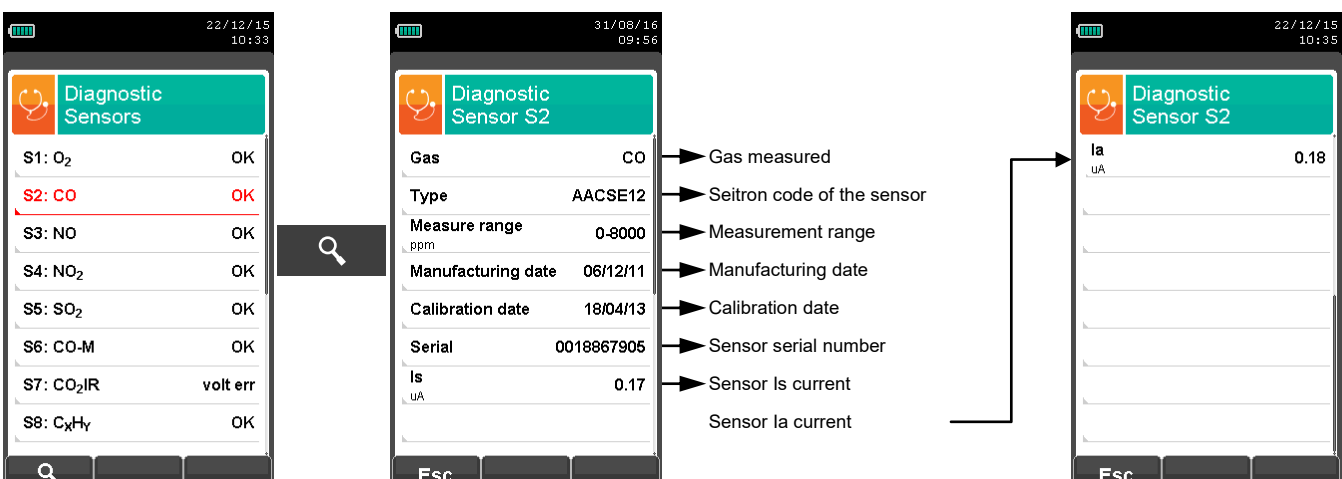 22/12/15
10:33
Diagnostic
Sensors
S1: O₂ OK
S2: CO OK
S3: NO OK
S4: NO₂ OK
S5: SO₂ OK
S6: CO-M OK
S7: CO₂IR volt err
S8: CₓHᵧ OK
31/08/16
09:56
Diagnostic
Sensor S2
Gas CO
Type AACSE12
Measure range 0-8000
ppm
Manufacturing date 06/12/11
Calibration date 18/04/13
Serial 0018867905
Is 0.17
uA
Esc
Gas measured
Seitron code of the sensor
Measurement range
Manufacturing date
Calibration date
Sensor serial number
Sensor Is current
Sensor Ia current
22/12/15
10:35
Diagnostic
Sensor S2
Ia 0.18
uA
Esc